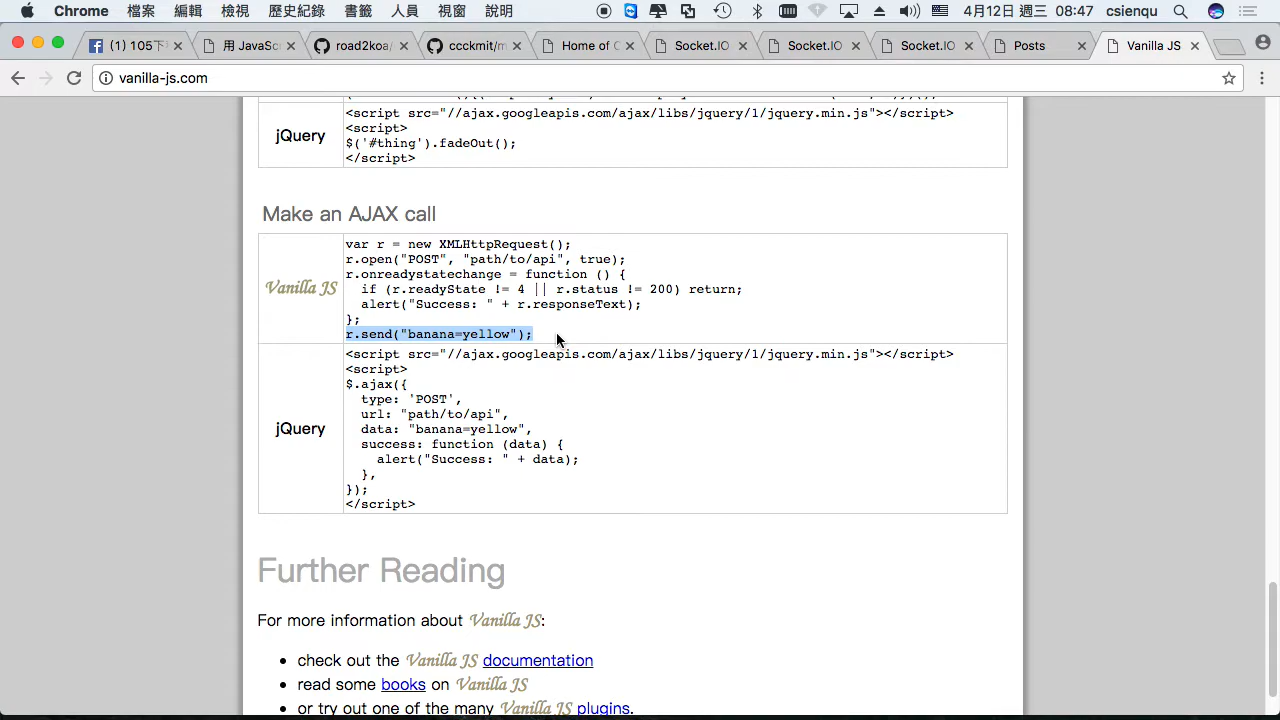 Chrome 檔案 編輯 檢視 歷史紀錄 書籤 人員 視窗 說明 4月12日 週三 08:47 csienqu
(1) 105下 用 JavaSc road2koa/ ccckmit/m Home of C Socket.IO Socket.IO Socket.IO Posts Vanilla JS
vanilla-js.com
jQuery
<script src="//ajax.googleapis.com/ajax/libs/jquery/1/jquery.min.js"></script>
<script>
$('#thing').fadeOut();
</script>
Make an AJAX call
Vanilla JS
var r = new XMLHttpRequest();
r.open("POST", "path/to/api", true);
r.onreadystatechange = function () {
  if (r.readyState != 4 || r.status != 200) return;
  alert("Success: " + r.responseText);
};
r.send("banana=yellow");
jQuery
<script src="//ajax.googleapis.com/ajax/libs/jquery/1/jquery.min.js"></script>
<script>
$.ajax({
  type: 'POST',
  url: "path/to/api",
  data: "banana=yellow",
  success: function (data) {
    alert("Success: " + data);
  },
});
</script>
Further Reading
For more information about Vanilla JS:
• check out the Vanilla JS documentation
• read some books on Vanilla JS
• or try out one of the many Vanilla JS plugins.